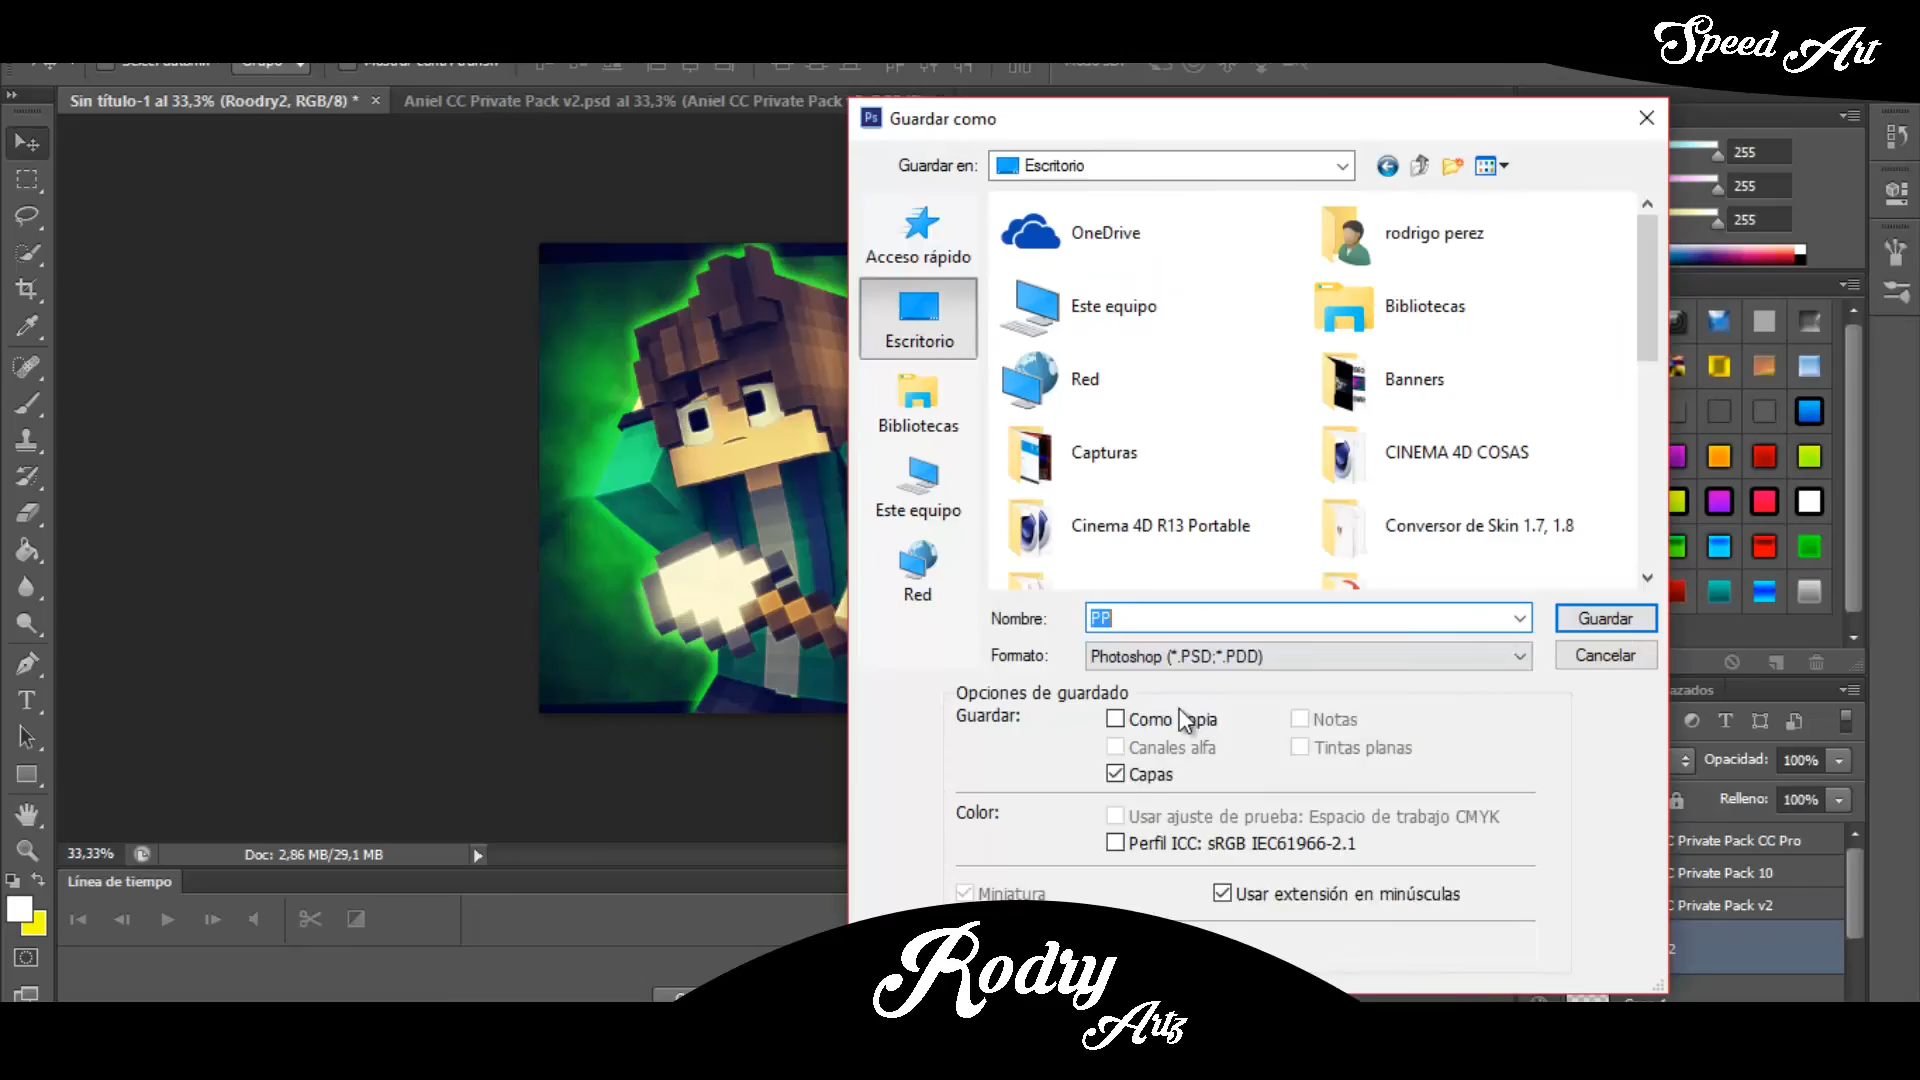 Speed Art
Sin título-1 al 33,3% (Roodry2, RGB/8) *
Aniel CC Private Pack v2.psd al 33,3% (Aniel CC Private Pack
Guardar como
Guardar en:
Escritorio
255
255
255
Acceso rápido
Escritorio
Bibliotecas
Este equipo
Red
OneDrive
rodrigo perez
Este equipo
Bibliotecas
Red
Banners
Capturas
CINEMA 4D COSAS
Cinema 4D R13 Portable
Conversor de Skin 1.7, 1.8
Nombre:
PP
Guardar
Formato:
Photoshop (*.PSD;*.PDD)
Cancelar
Opciones de guardado
Guardar:
Como
Notas
Canales alfa
Tintas planas
Capas
Color:
Usar ajuste de prueba: Espacio de trabajo CMYK
Perfil ICC: sRGB IEC61966-2.1
Miniatura
Usar extensión en minúsculas
Opacidad:
100%
Relleno:
100%
C Private Pack CC Pro
C Private Pack 10
C Private Pack v2
2
33,33%
Doc: 2,86 MB/29,1 MB
Línea de tiempo
Rodry
Artz